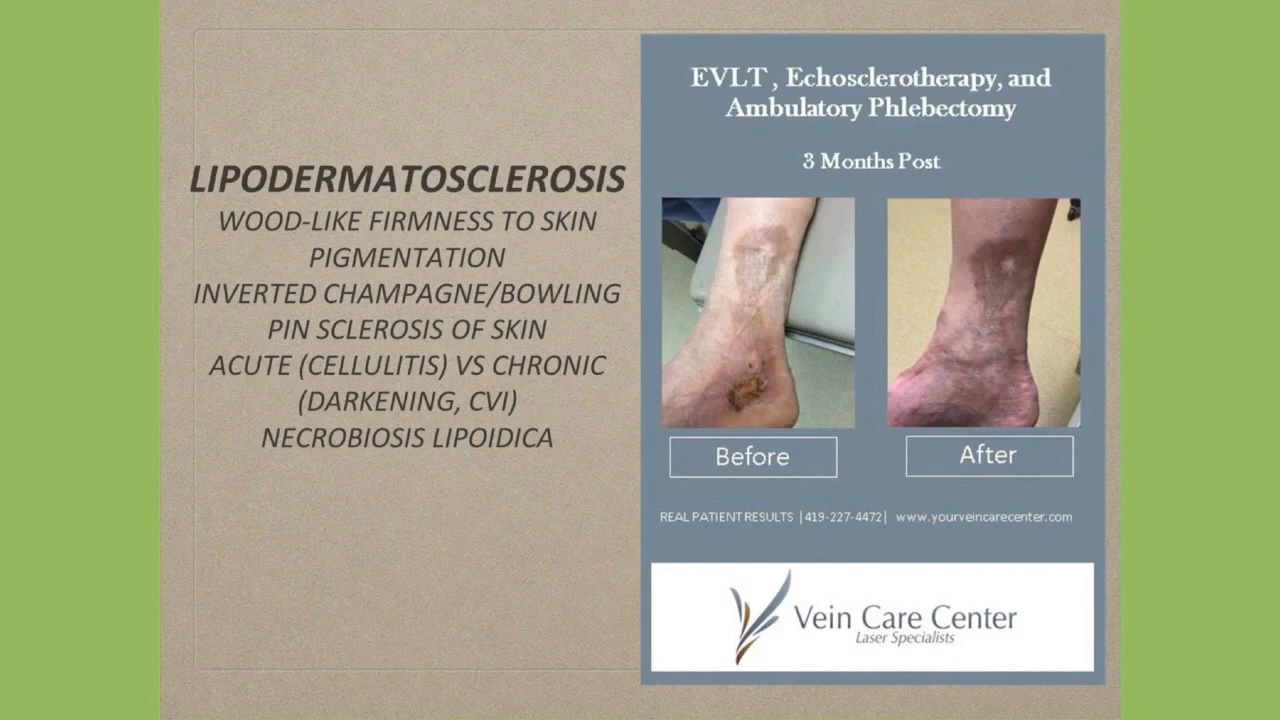 LIPODERMATOSCLEROSIS
WOOD-LIKE FIRMNESS TO SKIN
PIGMENTATION
INVERTED CHAMPAGNE/BOWLING
PIN SCLEROSIS OF SKIN
ACUTE (CELLULITIS) VS CHRONIC
(DARKENING, CVI)
NECROBIOSIS LIPOIDICA
EVLT , Echosclerotherapy, and
Ambulatory Phlebectomy
3 Months Post
Before
After
REAL PATIENT RESULTS |419-227-4472| www.yourveincarecenter.com
Vein Care Center
Laser Specialists